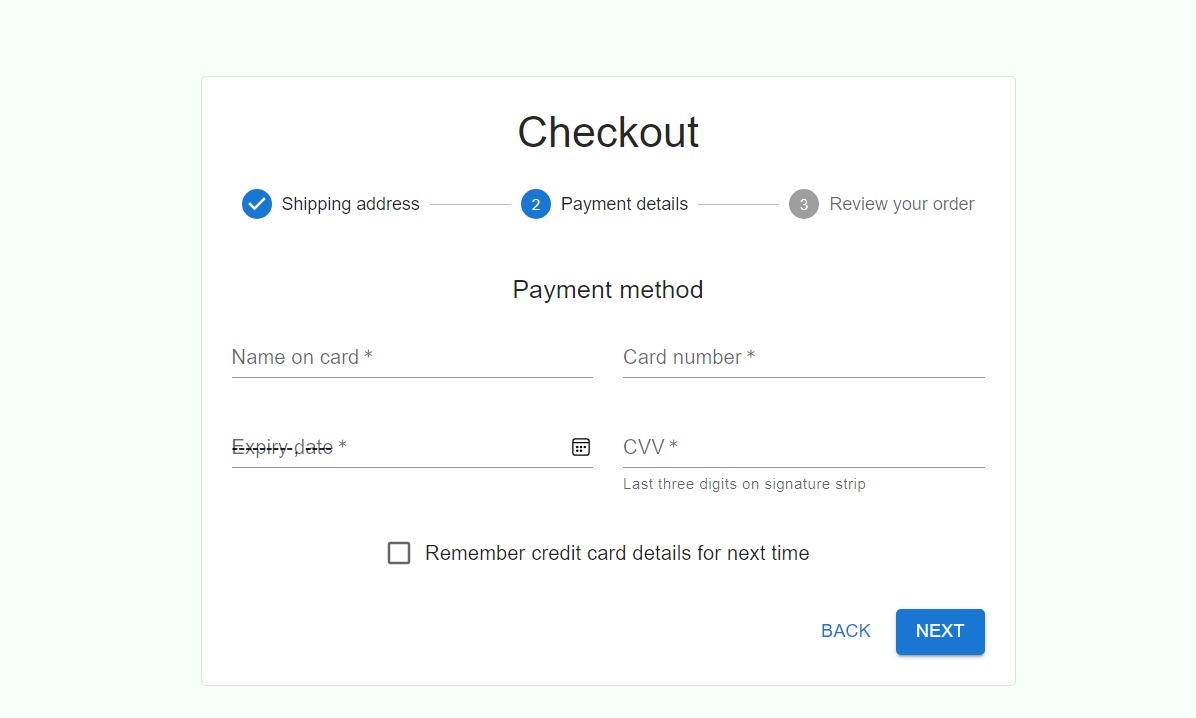 Checkout
Shipping address 2 Payment details 3 Review your order
Payment method
Name on card * Card number *
Expiry date * CVV *
Last three digits on signature strip
Remember credit card details for next time
BACK NEXT